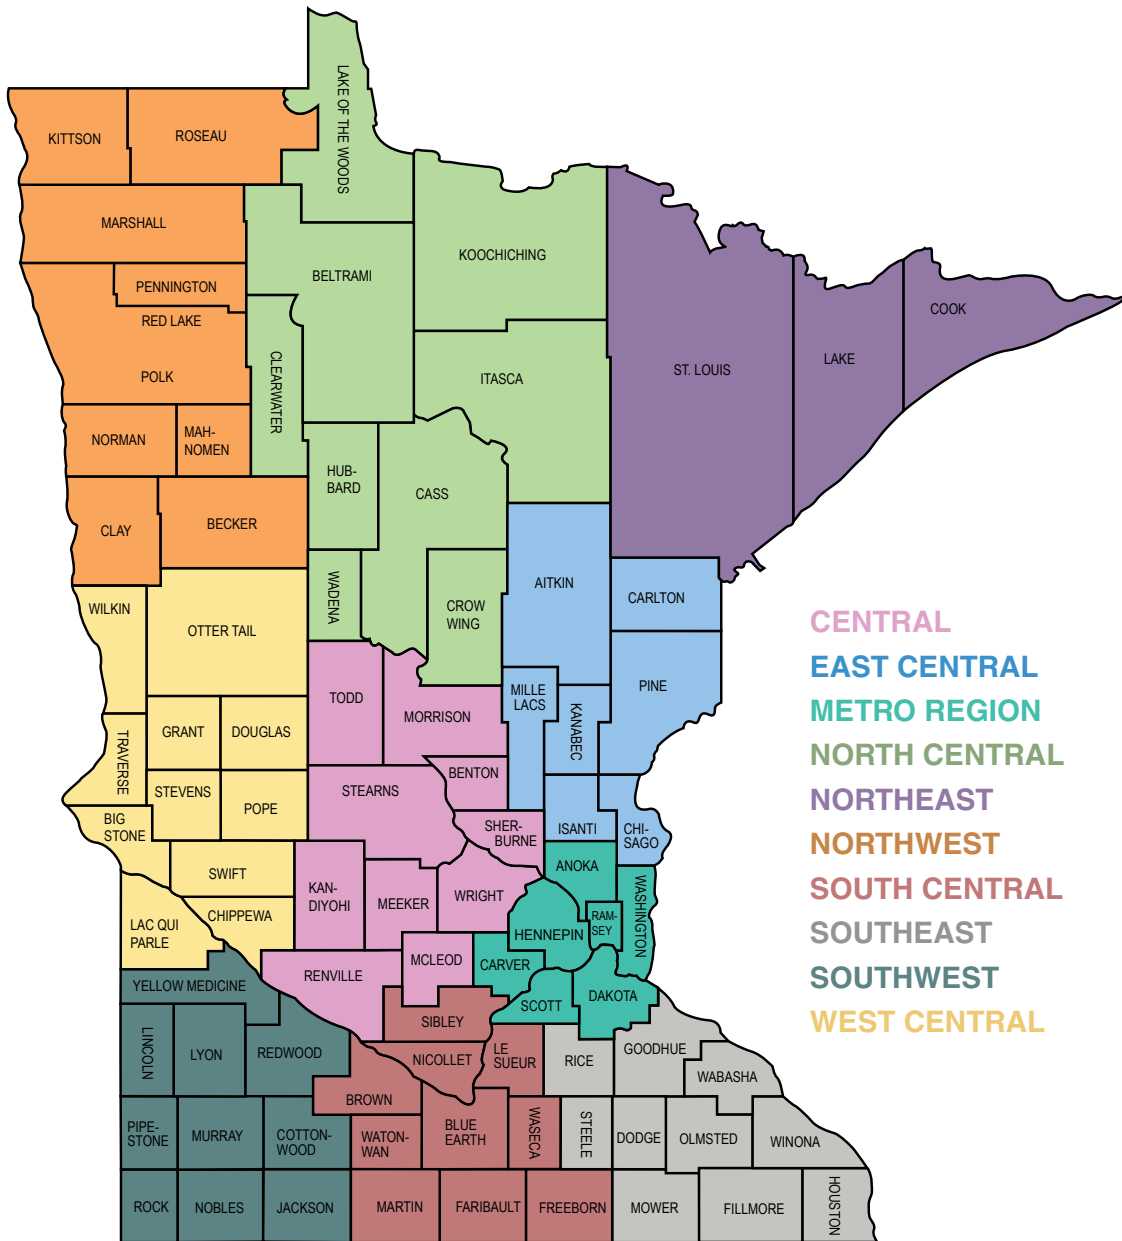 LAKE OF THE WOODS
KITTSON
ROSEAU
MARSHALL
KOOCHICHING
BELTRAMI
PENNINGTON
RED LAKE
COOK
LAKE
ST. LOUIS
POLK
CLEARWATER
ITASCA
NORMAN
MAH-
NOMEN
HUB-
BARD
CASS
CLAY
BECKER
AITKIN
CARLTON
WILKIN
OTTER TAIL
WADENA
CROW
WING
TODD
MORRISON
MILLE
LACS
KANABEC
PINE
GRANT
DOUGLAS
TRAVERSE
STEVENS
POPE
STEARNS
BENTON
BIG
STONE
SHER-
BURNE
ISANTI
CHI-
SAGO
SWIFT
KAN-
DIYOHI
MEEKER
WRIGHT
ANOKA
WASHINGTON
LAC QUI
PARLE
CHIPPEWA
HENNEPIN
RAM-
SEY
MCLEOD
CARVER
RENVILLE
YELLOW MEDICINE
SCOTT
DAKOTA
SIBLEY
LINCOLN
LYON
REDWOOD
NICOLLET
LE
SUEUR
RICE
GOODHUE
WABASHA
BROWN
PIPE-
STONE
MURRAY
COTTON-
WOOD
WATON-
WAN
BLUE
EARTH
WASECA
STEELE
DODGE
OLMSTED
WINONA
ROCK
NOBLES
JACKSON
MARTIN
FARIBAULT
FREEBORN
MOWER
FILLMORE
HOUSTON
CENTRAL
EAST CENTRAL
METRO REGION
NORTH CENTRAL
NORTHEAST
NORTHWEST
SOUTH CENTRAL
SOUTHEAST
SOUTHWEST
WEST CENTRAL